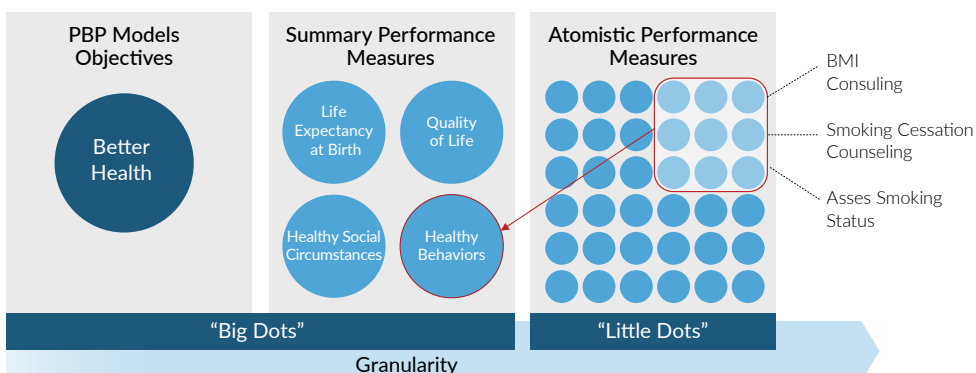 PBP Models
Objectives
Better
Health
Summary Performance
Measures
Life
Expectancy
at Birth
Quality
of Life
Healthy Social
Circumstances
Healthy
Behaviors
Atomistic Performance
Measures
BMI
Consuling
Smoking Cessation
Counseling
Asses Smoking
Status
“Big Dots”
“Little Dots”
Granularity